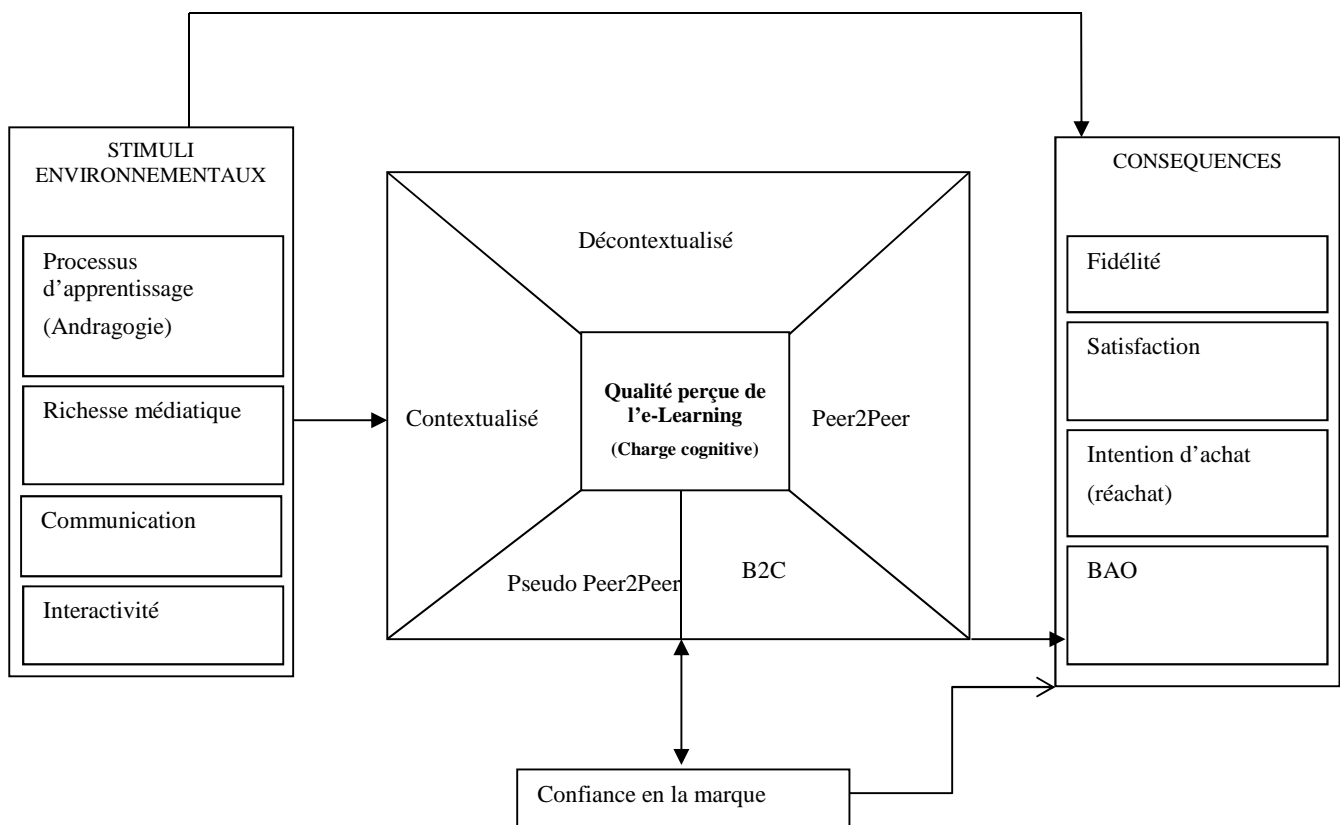 STIMULI
ENVIRONNEMENTAUX
Processus
d’apprentissage
(Andragogie)
Richesse médiatique
Communication
Interactivité
Décontextualisé
Contextualisé
Qualité perçue de
l’e-Learning
(Charge cognitive)
Peer2Peer
Pseudo Peer2Peer
B2C
Confiance en la marque
CONSEQUENCES
Fidélité
Satisfaction
Intention d’achat
(réachat)
BAO